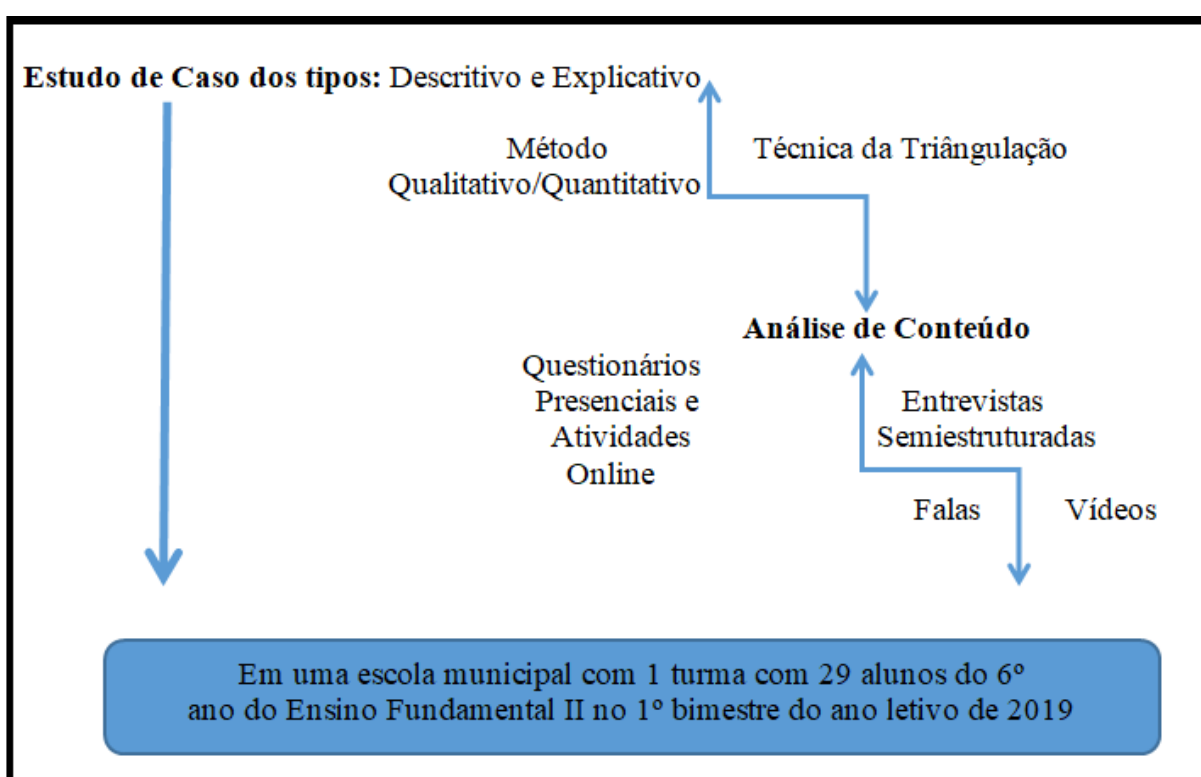 Estudo de Caso dos tipos: Descritivo e Explicativo
Método
Qualitativo/Quantitativo
Técnica da Triângulação
Análise de Conteúdo
Questionários
Presenciais e
Atividades
Online
Entrevistas
Semiestruturadas
Falas
Vídeos
Em uma escola municipal com 1 turma com 29 alunos do 6º
ano do Ensino Fundamental II no 1º bimestre do ano letivo de 2019